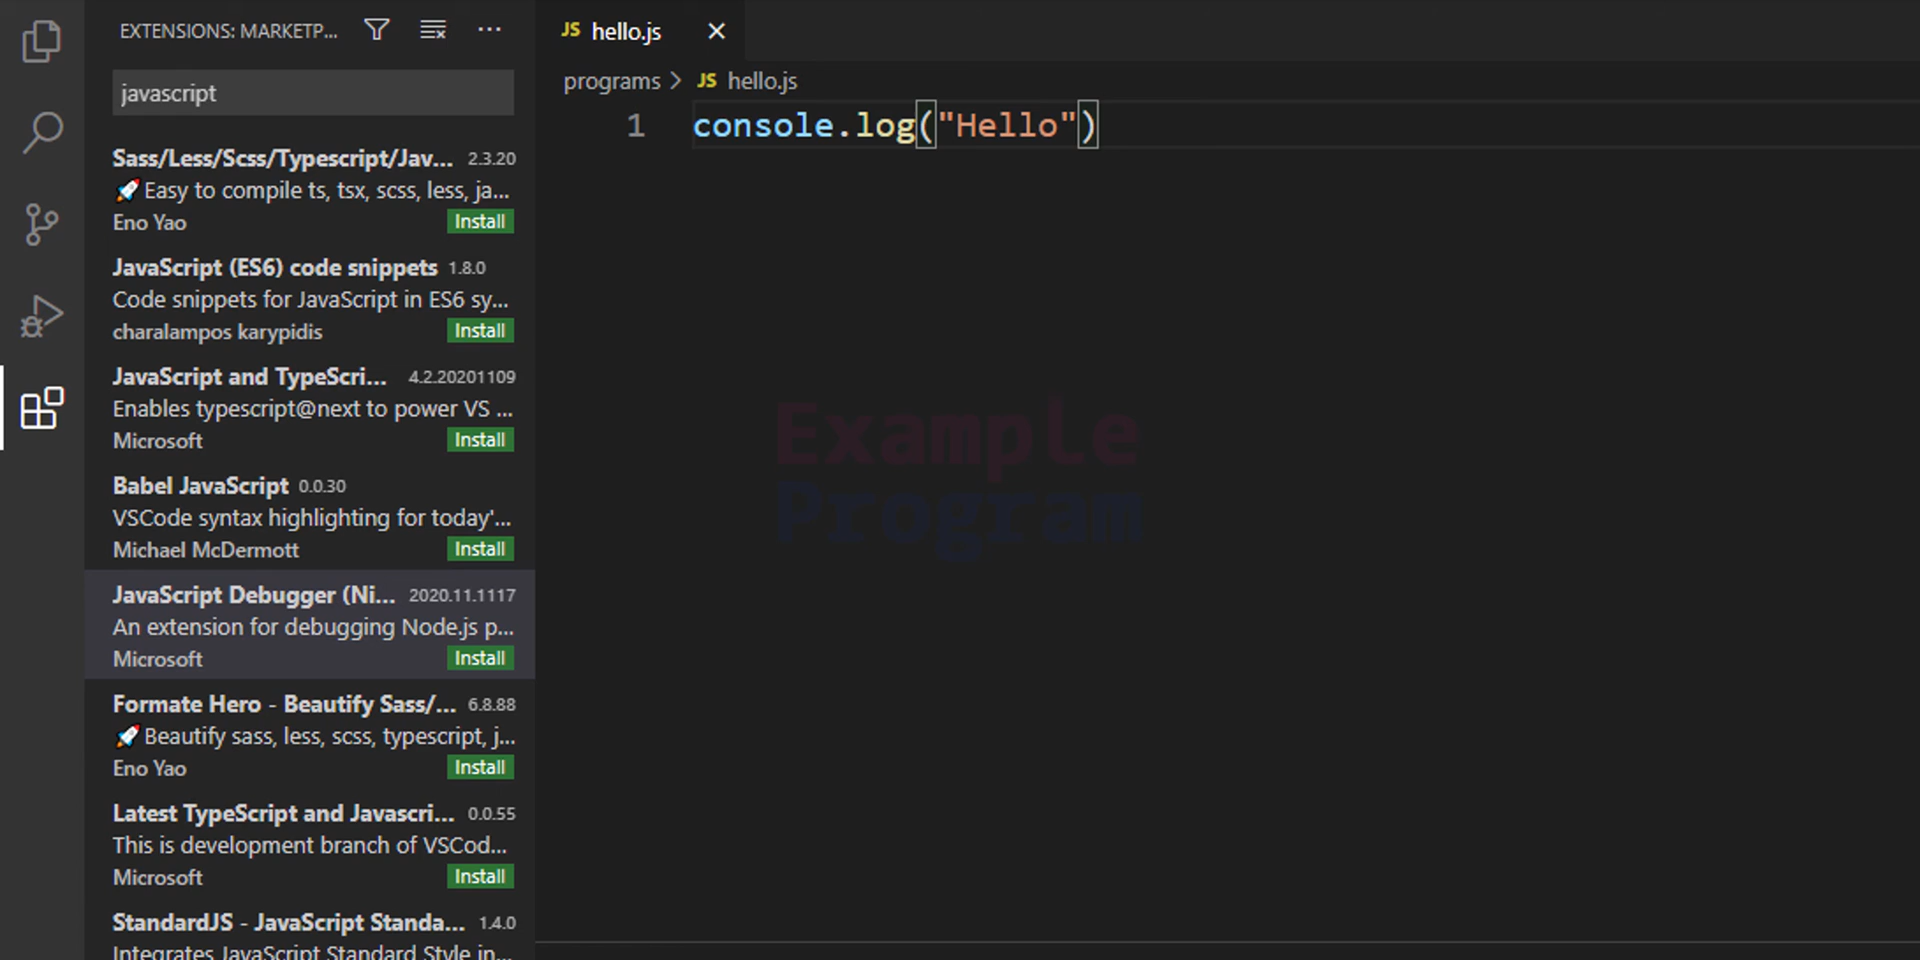 EXTENSIONS: MARKETP...
javascript
Sass/Less/Scss/Typescript/Jav... 2.3.20
Easy to compile ts, tsx, scss, less, ja...
Eno Yao Install
JavaScript (ES6) code snippets 1.8.0
Code snippets for JavaScript in ES6 sy...
charalampos karypidis Install
JavaScript and TypeScri... 4.2.20201109
Enables typescript@next to power VS ...
Microsoft Install
Babel JavaScript 0.0.30
VSCode syntax highlighting for today'...
Michael McDermott Install
JavaScript Debugger (Ni... 2020.11.1117
An extension for debugging Node.js p...
Microsoft Install
Formate Hero - Beautify Sass/... 6.8.88
Beautify sass, less, scss, typescript, j...
Eno Yao Install
Latest TypeScript and Javascri... 0.0.55
This is development branch of VSCod...
Microsoft Install
StandardJS - JavaScript Standa... 1.4.0
Integrates JavaScript Standard Style in...
JS hello.js
programs > JS hello.js
1 console.log("Hello")
Example
Program